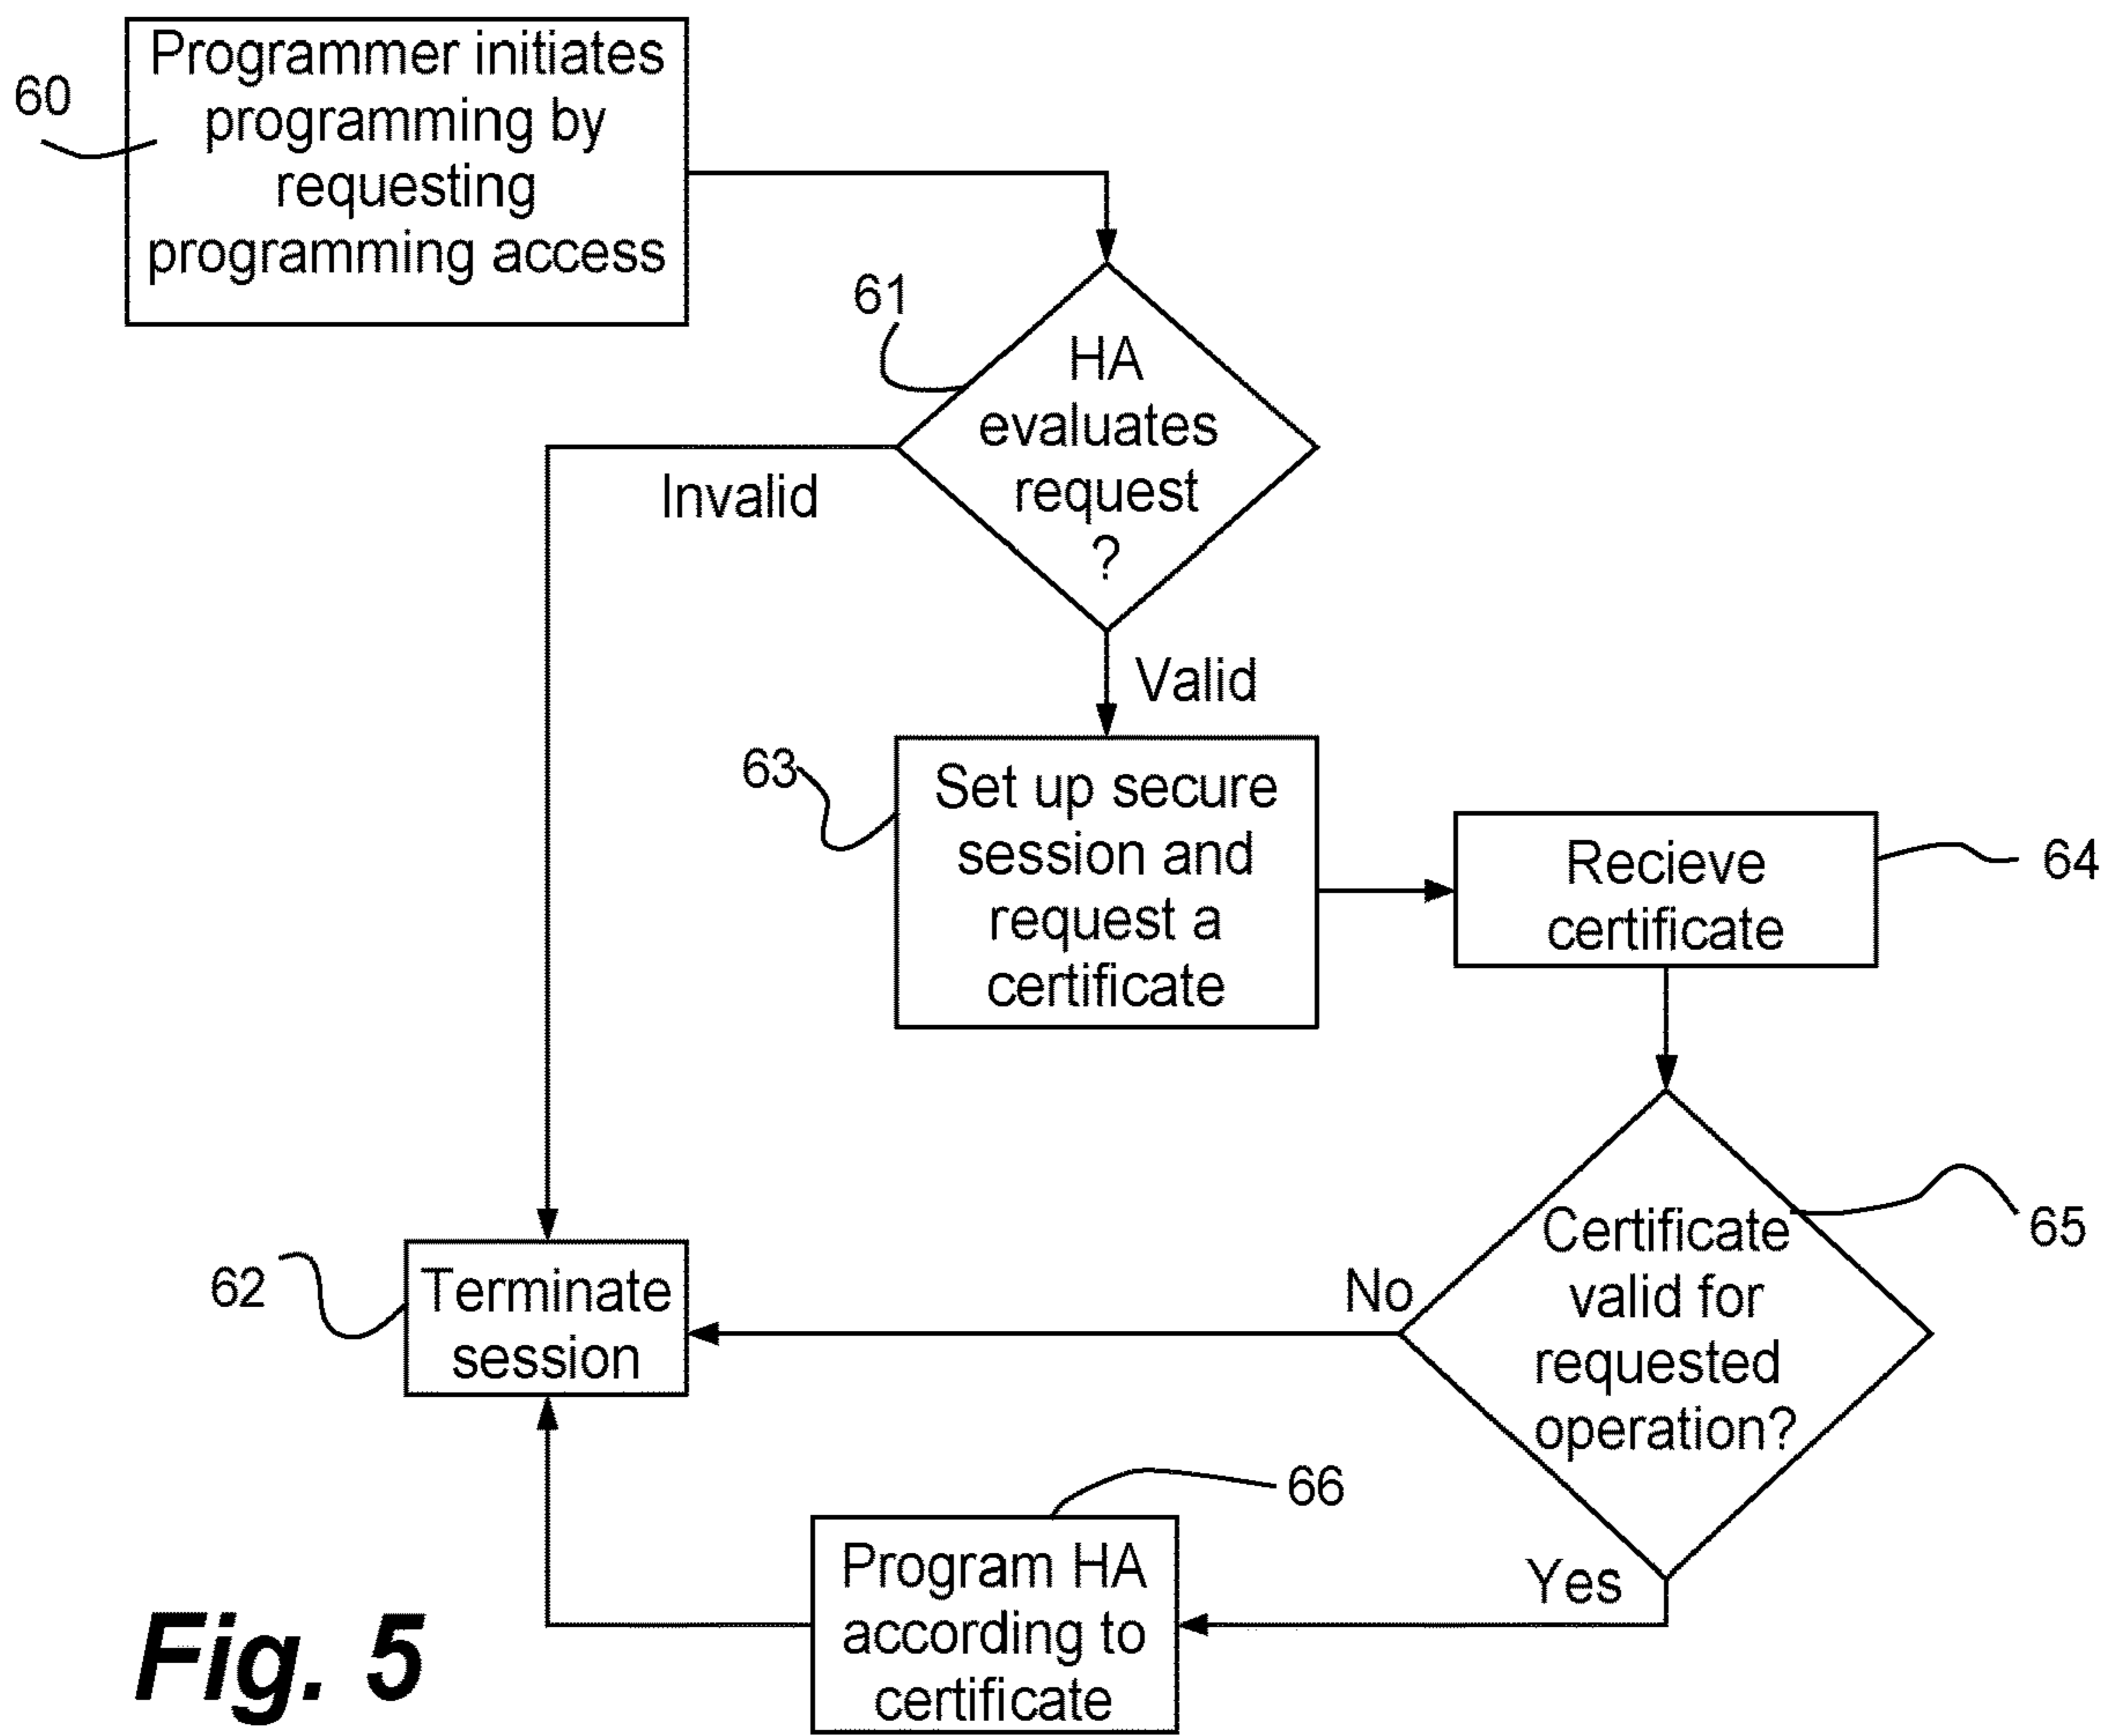 Programmer initiates
programming by
requesting
programming access
60
61
HA
evaluates
request
?
Invalid
Valid
63
Set up secure
session and
request a
certificate
Recieve
certificate
64
Certificate
valid for
requested
operation?
65
No
62
Terminate
session
Yes
66
Program HA
according to
certificate
Fig. 5